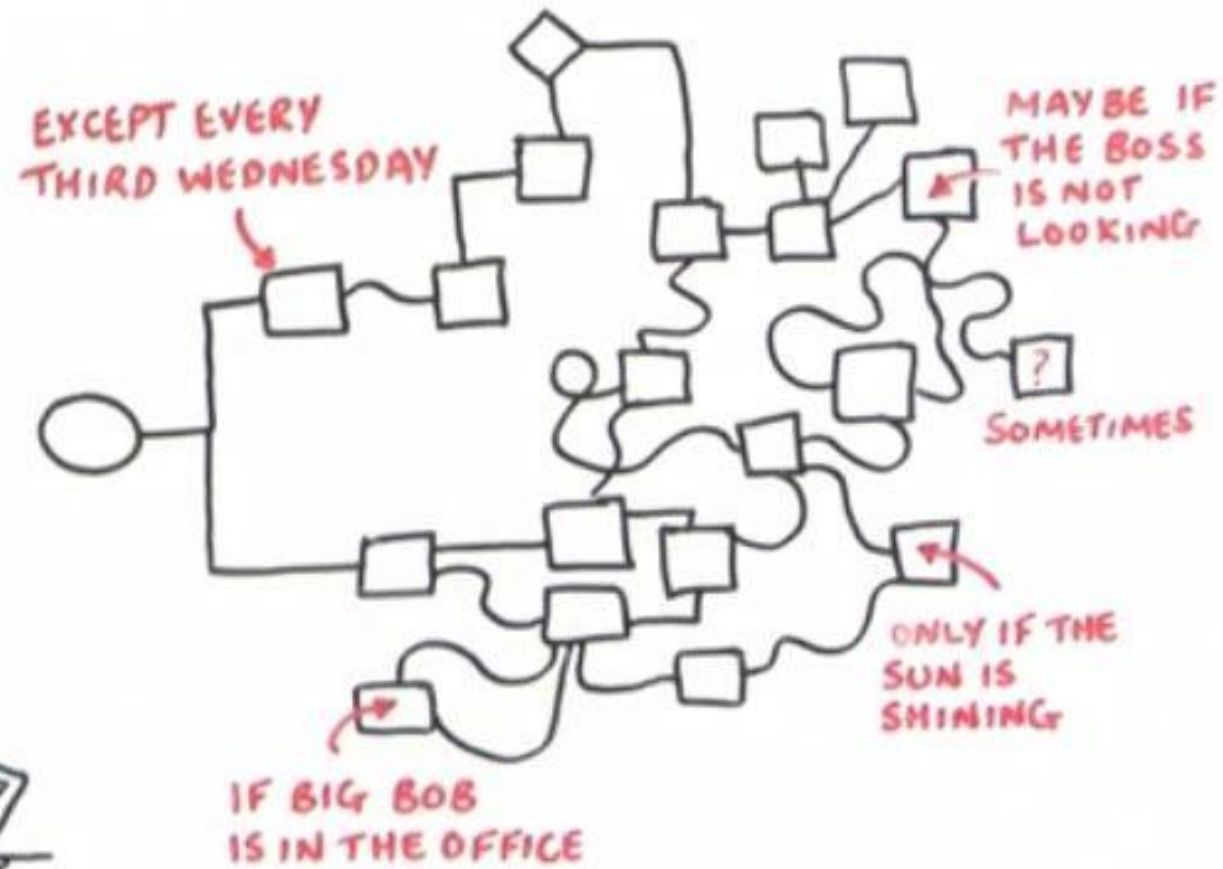 EXCEPT EVERY
THIRD WEDNESDAY
MAYBE IF
THE BOSS
IS NOT
LOOKING
?
SOMETIMES
ONLY IF THE
SUN IS
SHINING
IF BIG BOB
IS IN THE OFFICE